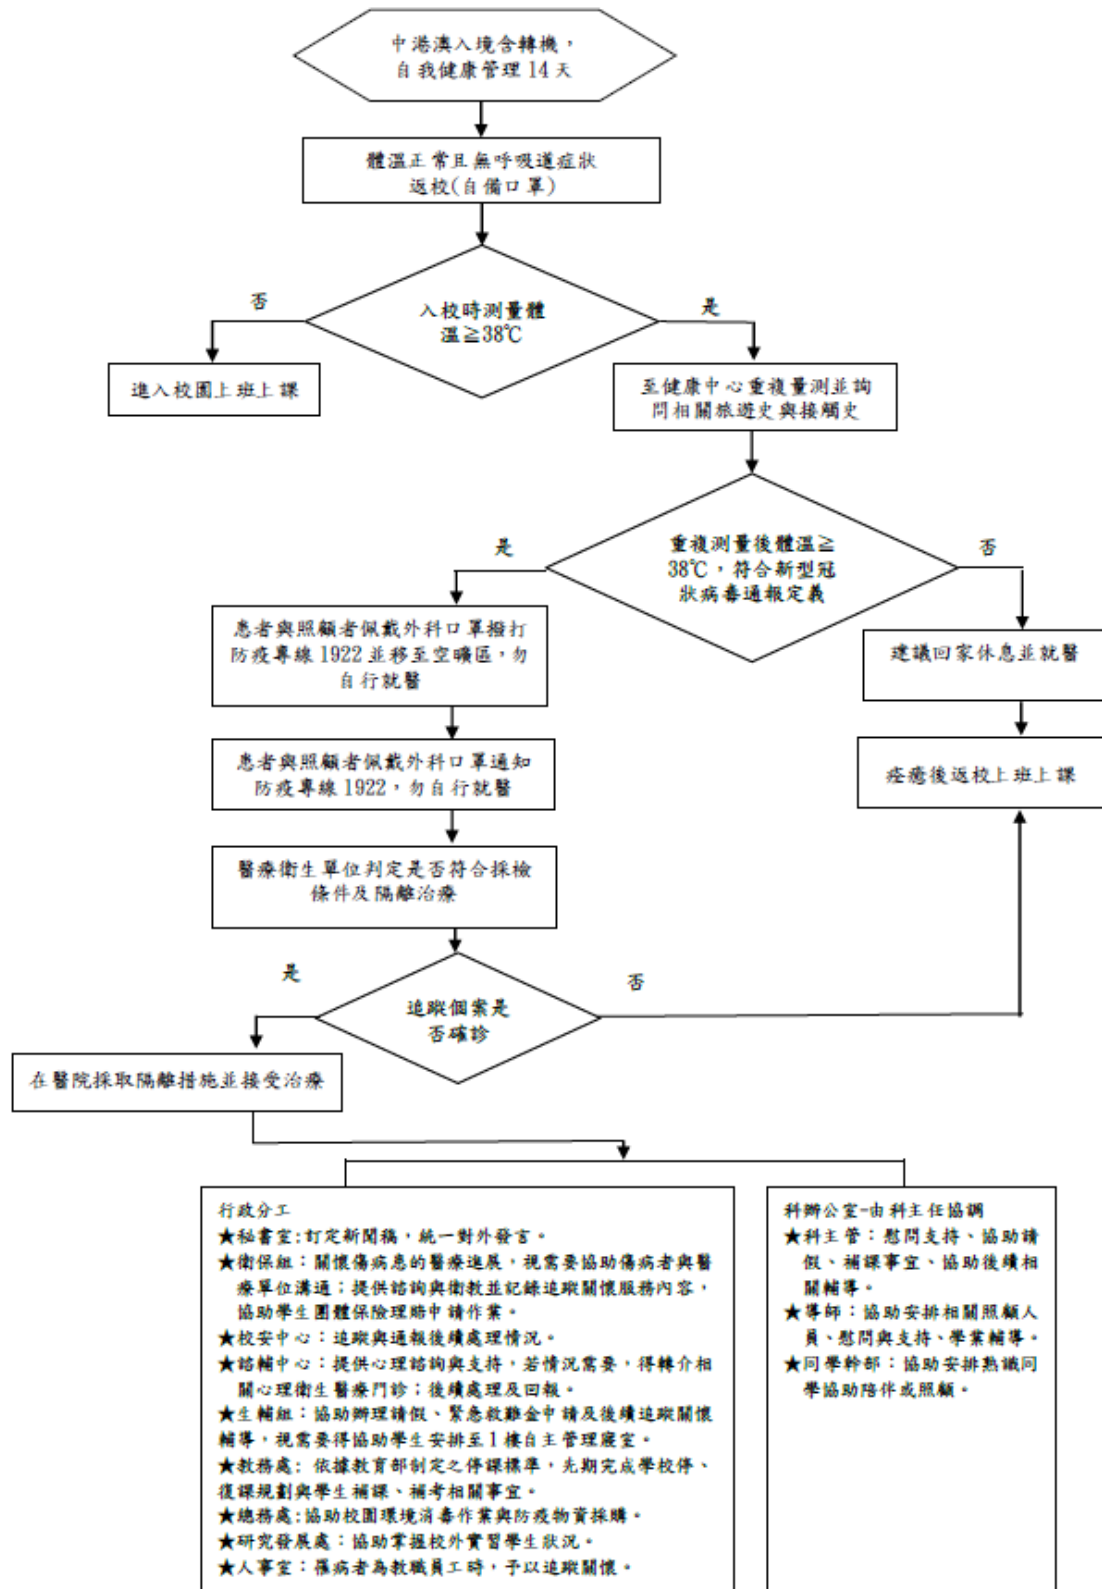 中港澳入境含轉機，
自我健康管理14天
體溫正常且無呼吸道症狀
返校(自備口罩)
入校時測量體
溫≧38℃
否
是
進入校園上班上課
至健康中心重複量測並詢
問相關旅遊史與接觸史
重複測量後體溫≧
38℃，符合新型冠
狀病毒通報定義
是
否
患者與照顧者佩戴外科口罩撥打
防疫專線1922並移至空曠區，勿
自行就醫
建議回家休息並就醫
患者與照顧者佩戴外科口罩通知
防疫專線1922，勿自行就醫
痊癒後返校上班上課
醫療衛生單位判定是否符合採檢
條件及隔離治療
追蹤個案是
否確診
是
否
在醫院採取隔離措施並接受治療
行政分工
★秘書室:訂定新聞稿，統一對外發言。
★衛保組：關懷傷病患的醫療進展，視需要協助傷病者與醫
療單位溝通；提供諮詢與衛教並記錄追蹤關懷服務內容，
協助學生團體保險理賠申請作業。
★校安中心：追蹤與通報後續處理情況。
★諮輔中心：提供心理諮詢與支持，若情況需要，得轉介相
關心理衛生醫療門診；後續處理及回報。
★生輔組：協助辦理請假、緊急救難金申請及後續追蹤關懷
輔導，視需要得協助學生安排至1樓自主管理寢室。
★教務處: 依據教育部制定之停課標準，先期完成學校停、
復課規劃與學生補課、補考相關事宜。
★總務處:協助校園環境消毒作業與防疫物資採購。
★研究發展處：協助掌握校外實習學生狀況。
★人事室：罹病者為教職員工時，予以追蹤關懷。
科辦公室-由科主任協調
★科主管：慰問支持、協助請
假、補課事宜、協助後續相
關輔導。
★導師：協助安排相關照顧人
員、慰問與支持、學業輔導。
★同學幹部：協助安排熟識同
學協助陪伴或照顧。